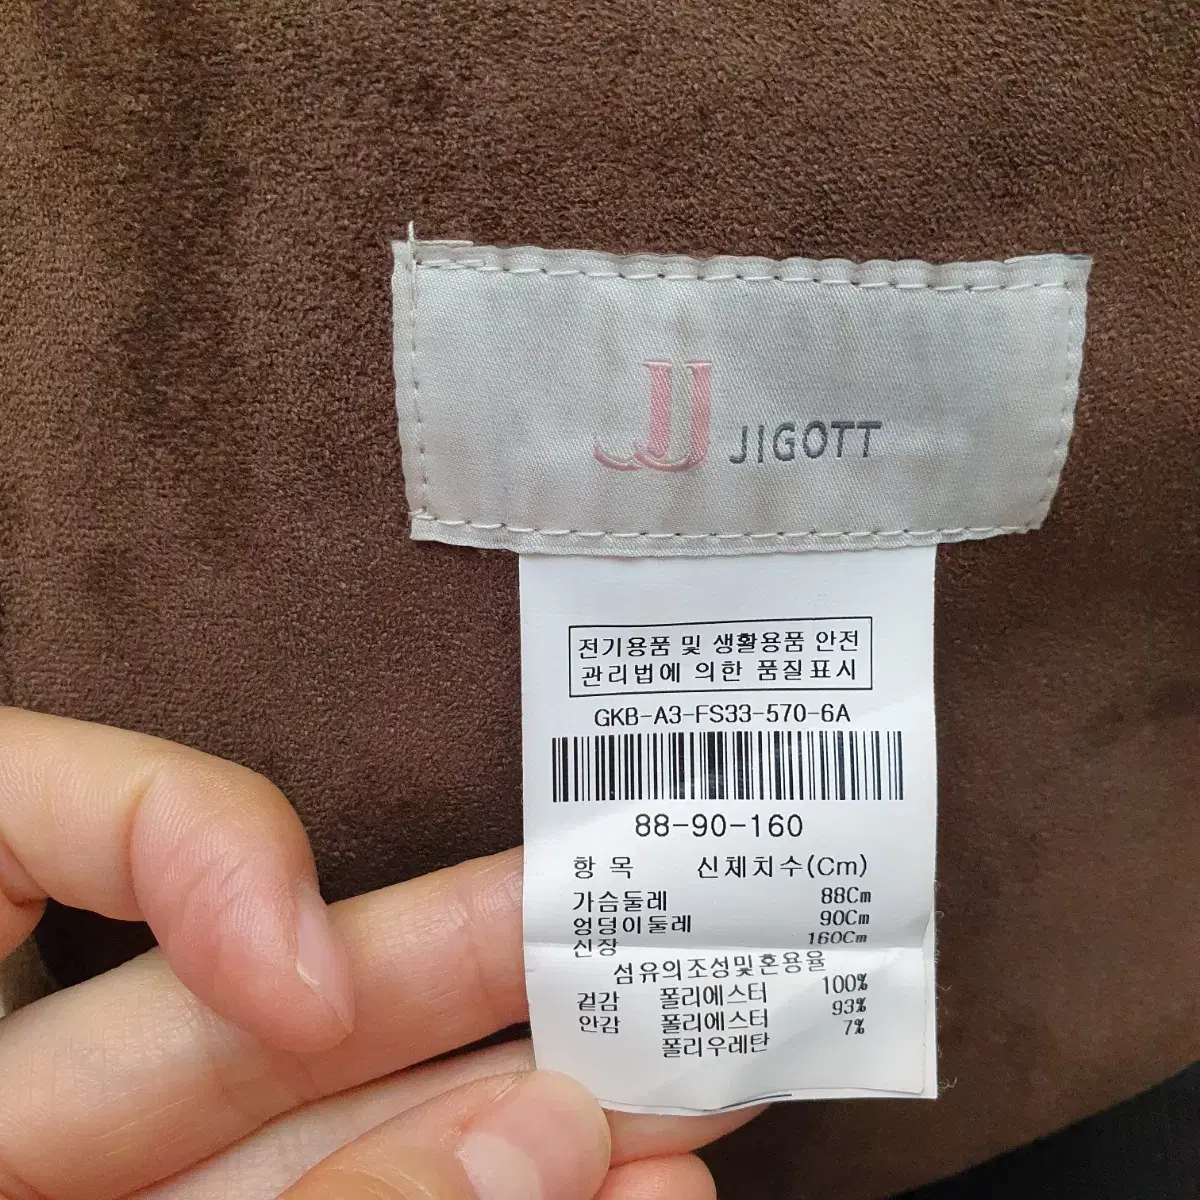 JJ JIGOTT
전기용품 및 생활용품 안전
관리법에 의한 품질표시
GKB-A3-FS33-570-6A
88-90-160
항 목 신체치수(Cm)
가슴둘레 88Cm
엉덩이둘레 90Cm
신장 160Cm
섬유의조성및혼용율
겉감 폴리에스터 100%
안감 폴리에스터 93%
폴리우레탄 7%